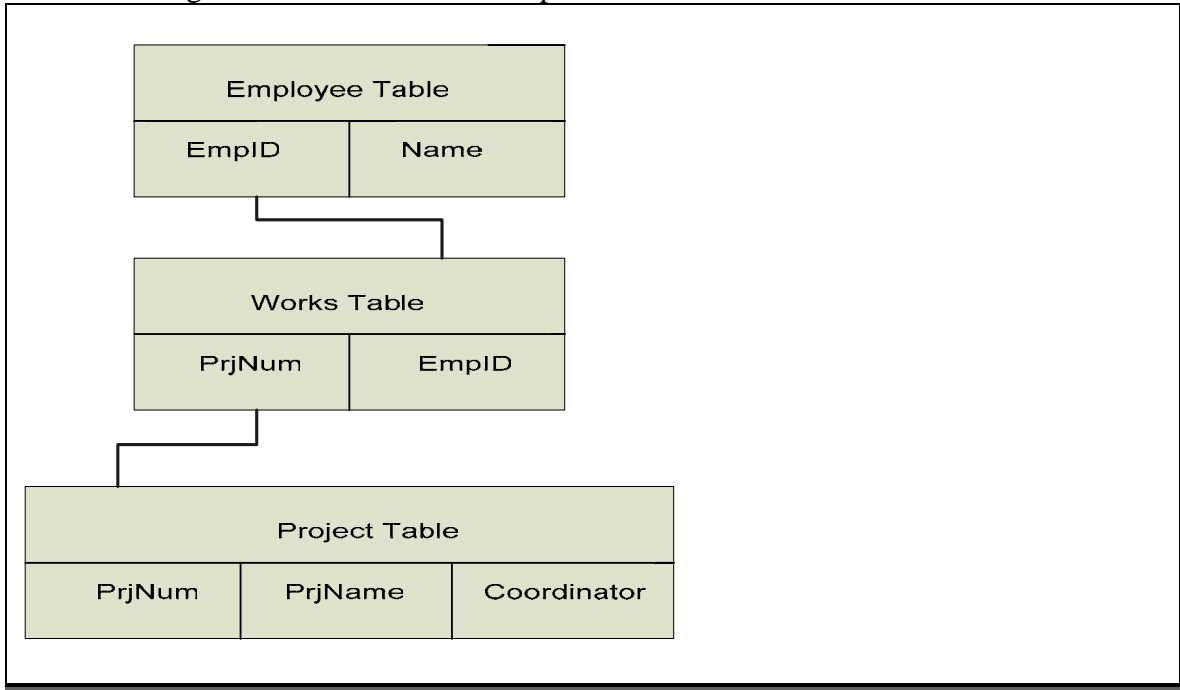 Employee Table
EmpID Name
Works Table
PrjNum EmpID
Project Table
PrjNum PrjName Coordinator